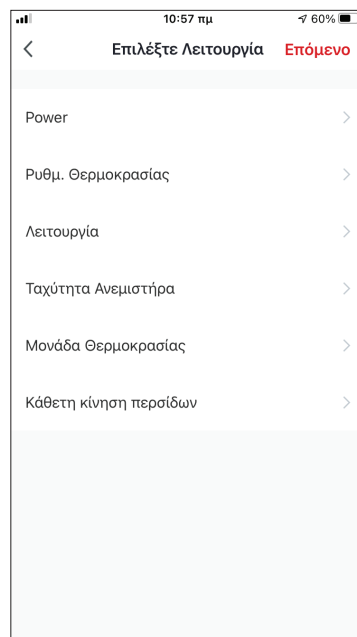 10:57 πμ
60%
Επιλέξτε Λειτουργία
Επόμενο
Power
Ρυθμ. Θερμοκρασίας
Λειτουργία
Ταχύτητα Ανεμιστήρα
Μονάδα Θερμοκρασίας
Κάθετη κίνηση περσίδων